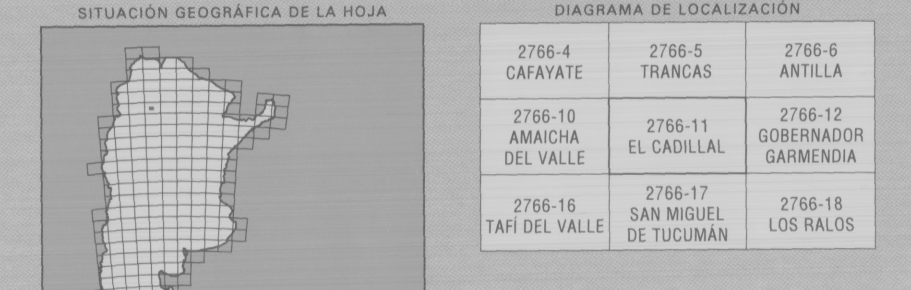 SITUACIÓN GEOGRÁFICA DE LA HOJA
DIAGRAMA DE LOCALIZACIÓN
2766-4
CAFAYATE
2766-5
TRANCAS
2766-6
ANTILLA
2766-10
AMAICHA
DEL VALLE
2766-11
EL CADILLAL
2766-12
GOBERNADOR
GARMENDIA
2766-16
TAFÍ DEL VALLE
2766-17
SAN MIGUEL
DE TUCUMÁN
2766-18
LOS RALOS